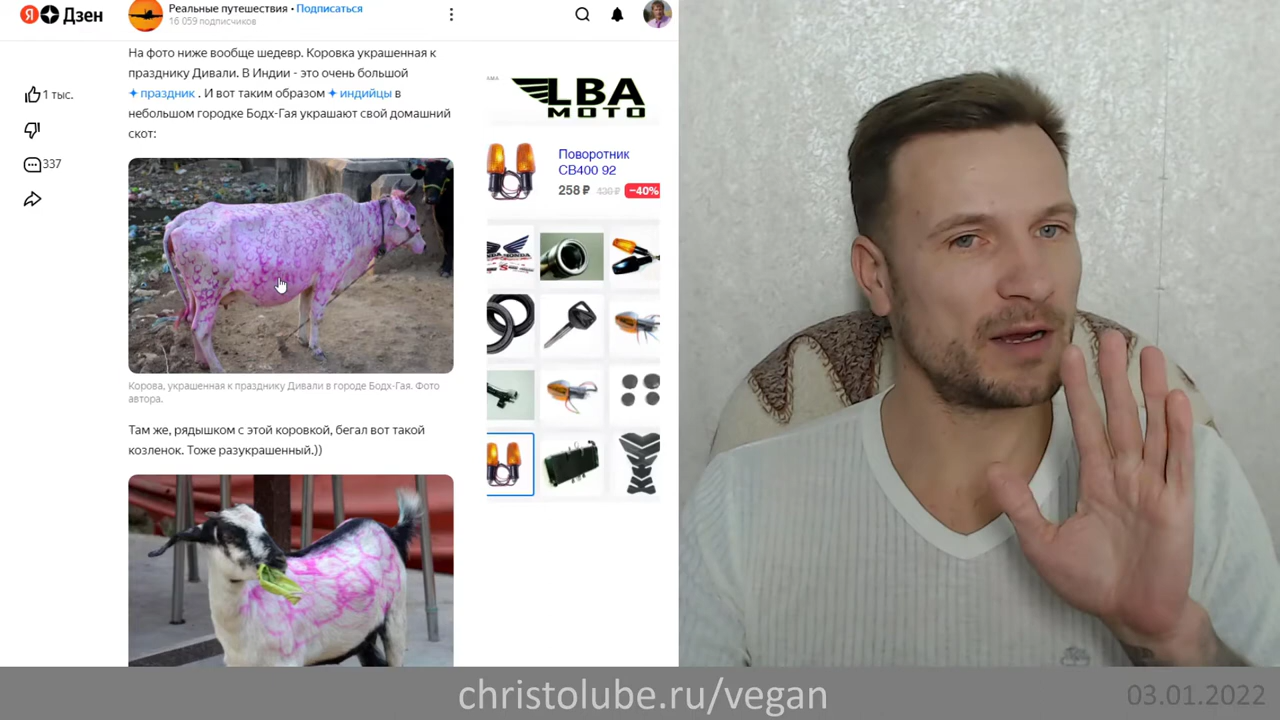 Я Дзен
Реальные путешествия • Подписаться
16 059 подписчиков
На фото ниже вообще шедевр. Коровка украшенная к
празднику Дивали. В Индии - это очень большой
праздник . И вот таким образом индийцы в
небольшом городке Бодх-Гая украшают свой домашний
скот:
1 тыс.
337
Корова, украшенная к празднику Дивали в городе Бодх-Гая. Фото
автора.
Там же, рядышком с этой коровкой, бегал вот такой
козленок. Тоже разукрашенный.))
LBA
MOTO
Поворотник
CB400 92
258 ₽ 430 ₽ −40%
HONDA
christolube.ru/vegan
03.01.2022